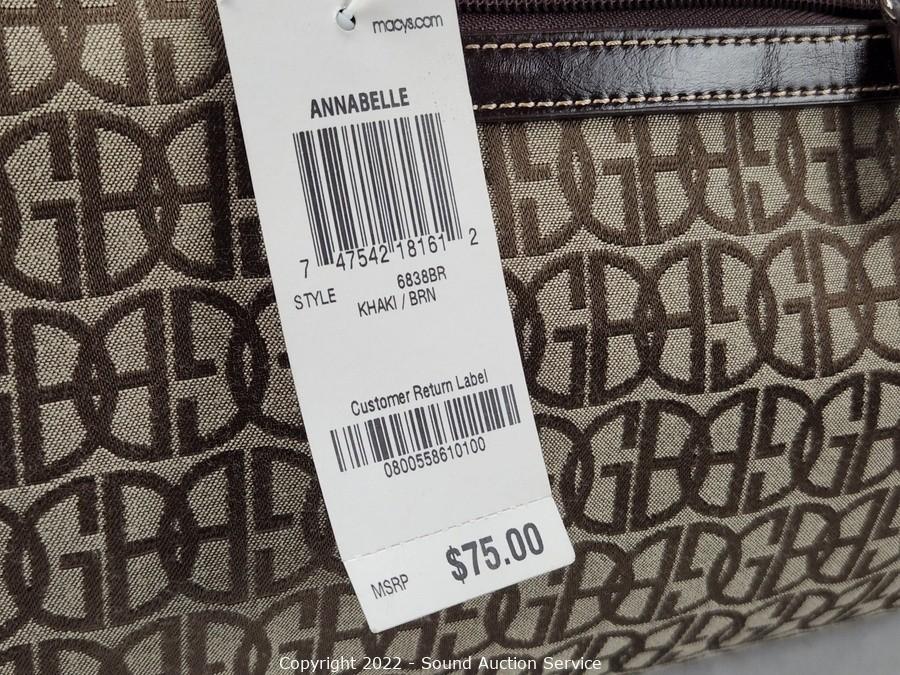 macys.com
ANNABELLE
7 47542 18161 2
STYLE 6838BR
KHAKI / BRN
Customer Return Label
0800558610100
MSRP $75.00
Copyright 2022 - Sound Auction Service